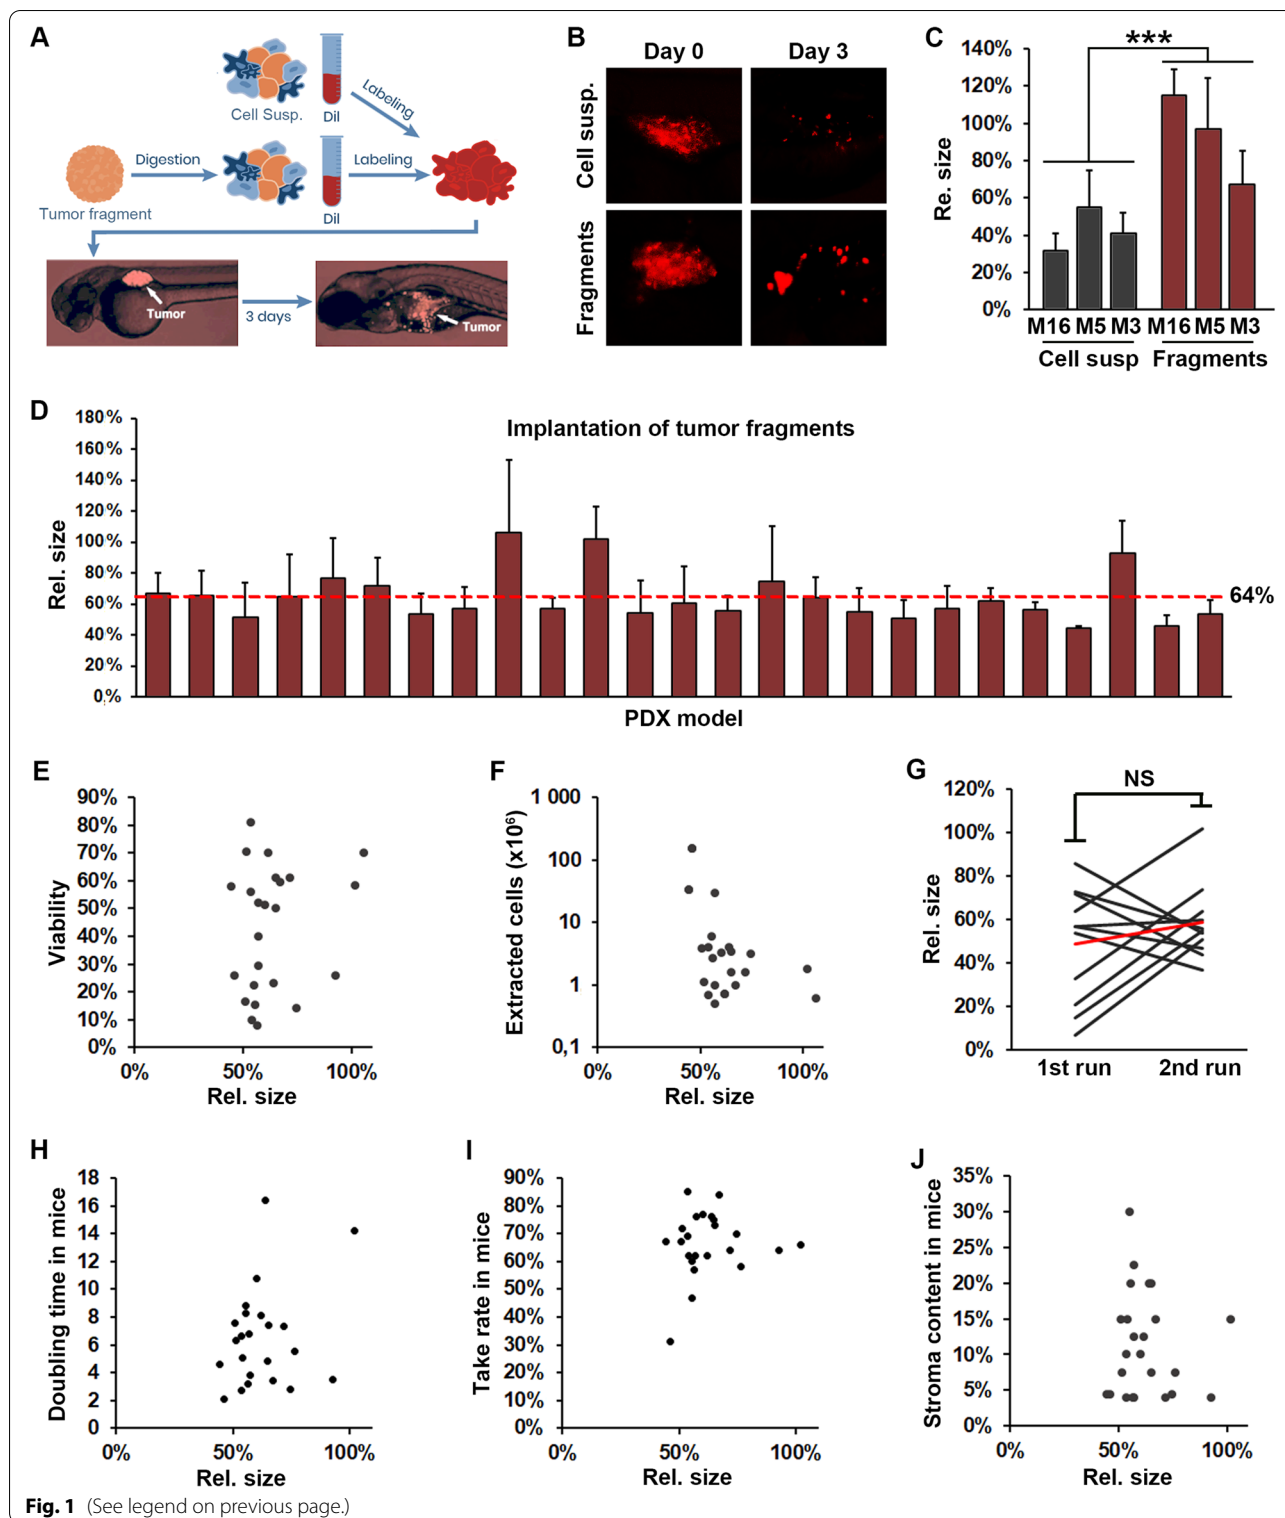 A
Cell Susp.
DiI
Labeling
Digestion
Labeling
Tumor fragment
DiI
Tumor
3 days
Tumor
B
Day 0
Day 3
Cell susp.
Fragments
C
***
140%
120%
100%
80%
60%
40%
20%
0%
Re. size
M16 M5 M3 M16 M5 M3
Cell susp Fragments
D
Implantation of tumor fragments
180%
160%
140%
120%
100%
80%
60%
40%
20%
0%
Rel. size
64%
PDX model
E
90%
80%
70%
60%
50%
40%
30%
20%
10%
0%
Viability
0% 50% 100%
Rel. size
F
1 000
100
10
1
0,1
Extracted cells (x10⁶)
0% 50% 100%
Rel. size
G
NS
120%
100%
80%
60%
40%
20%
0%
Rel. size
1st run 2nd run
H
18
16
14
12
10
8
6
4
2
0
Doubling time in mice
0% 50% 100%
Rel. size
I
90%
80%
70%
60%
50%
40%
30%
20%
10%
0%
Take rate in mice
0% 50% 100%
Rel. size
J
35%
30%
25%
20%
15%
10%
5%
0%
Stroma content in mice
0% 50% 100%
Rel. size
Fig. 1 (See legend on previous page.)